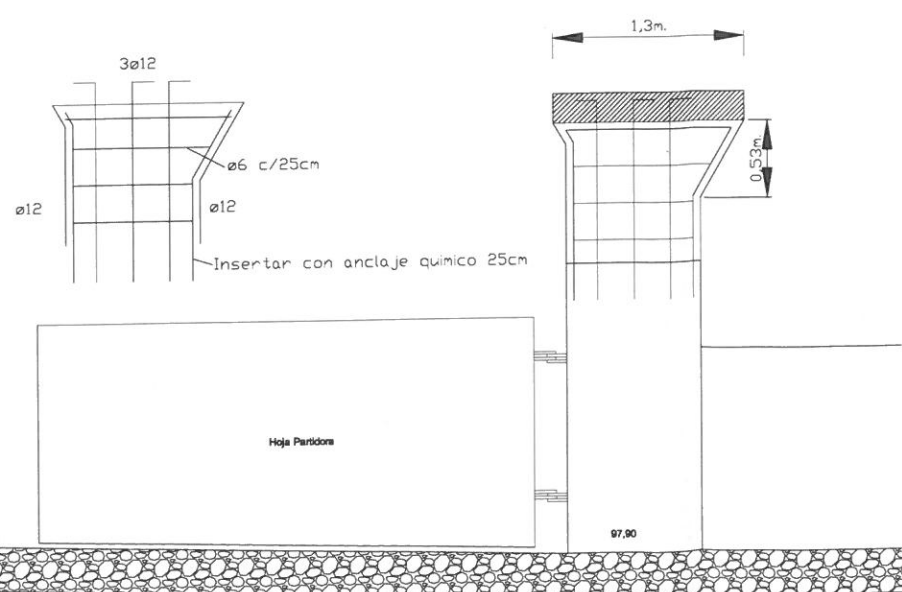 3ø12
ø6 c/25cm
ø12
ø12
Insertar con anclaje quimico 25cm
1,3m.
0,53m.
Hoja Partidora
97,90